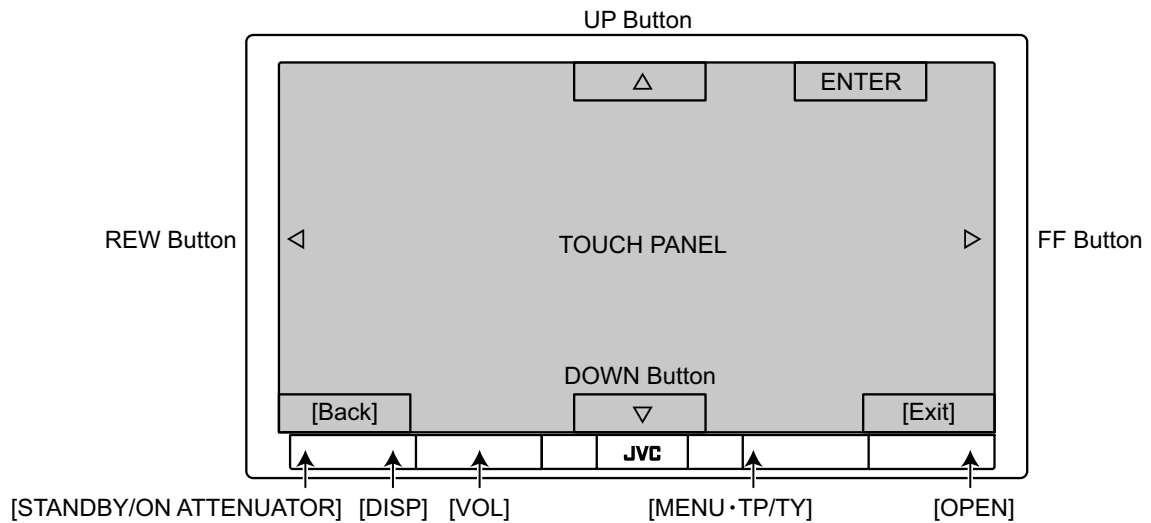 UP Button
△ ENTER
REW Button ◁ TOUCH PANEL ▷ FF Button
DOWN Button
[Back] ▽ [Exit]
JVC
[STANDBY/ON ATTENUATOR] [DISP] [VOL] [MENU・TP/TY] [OPEN]